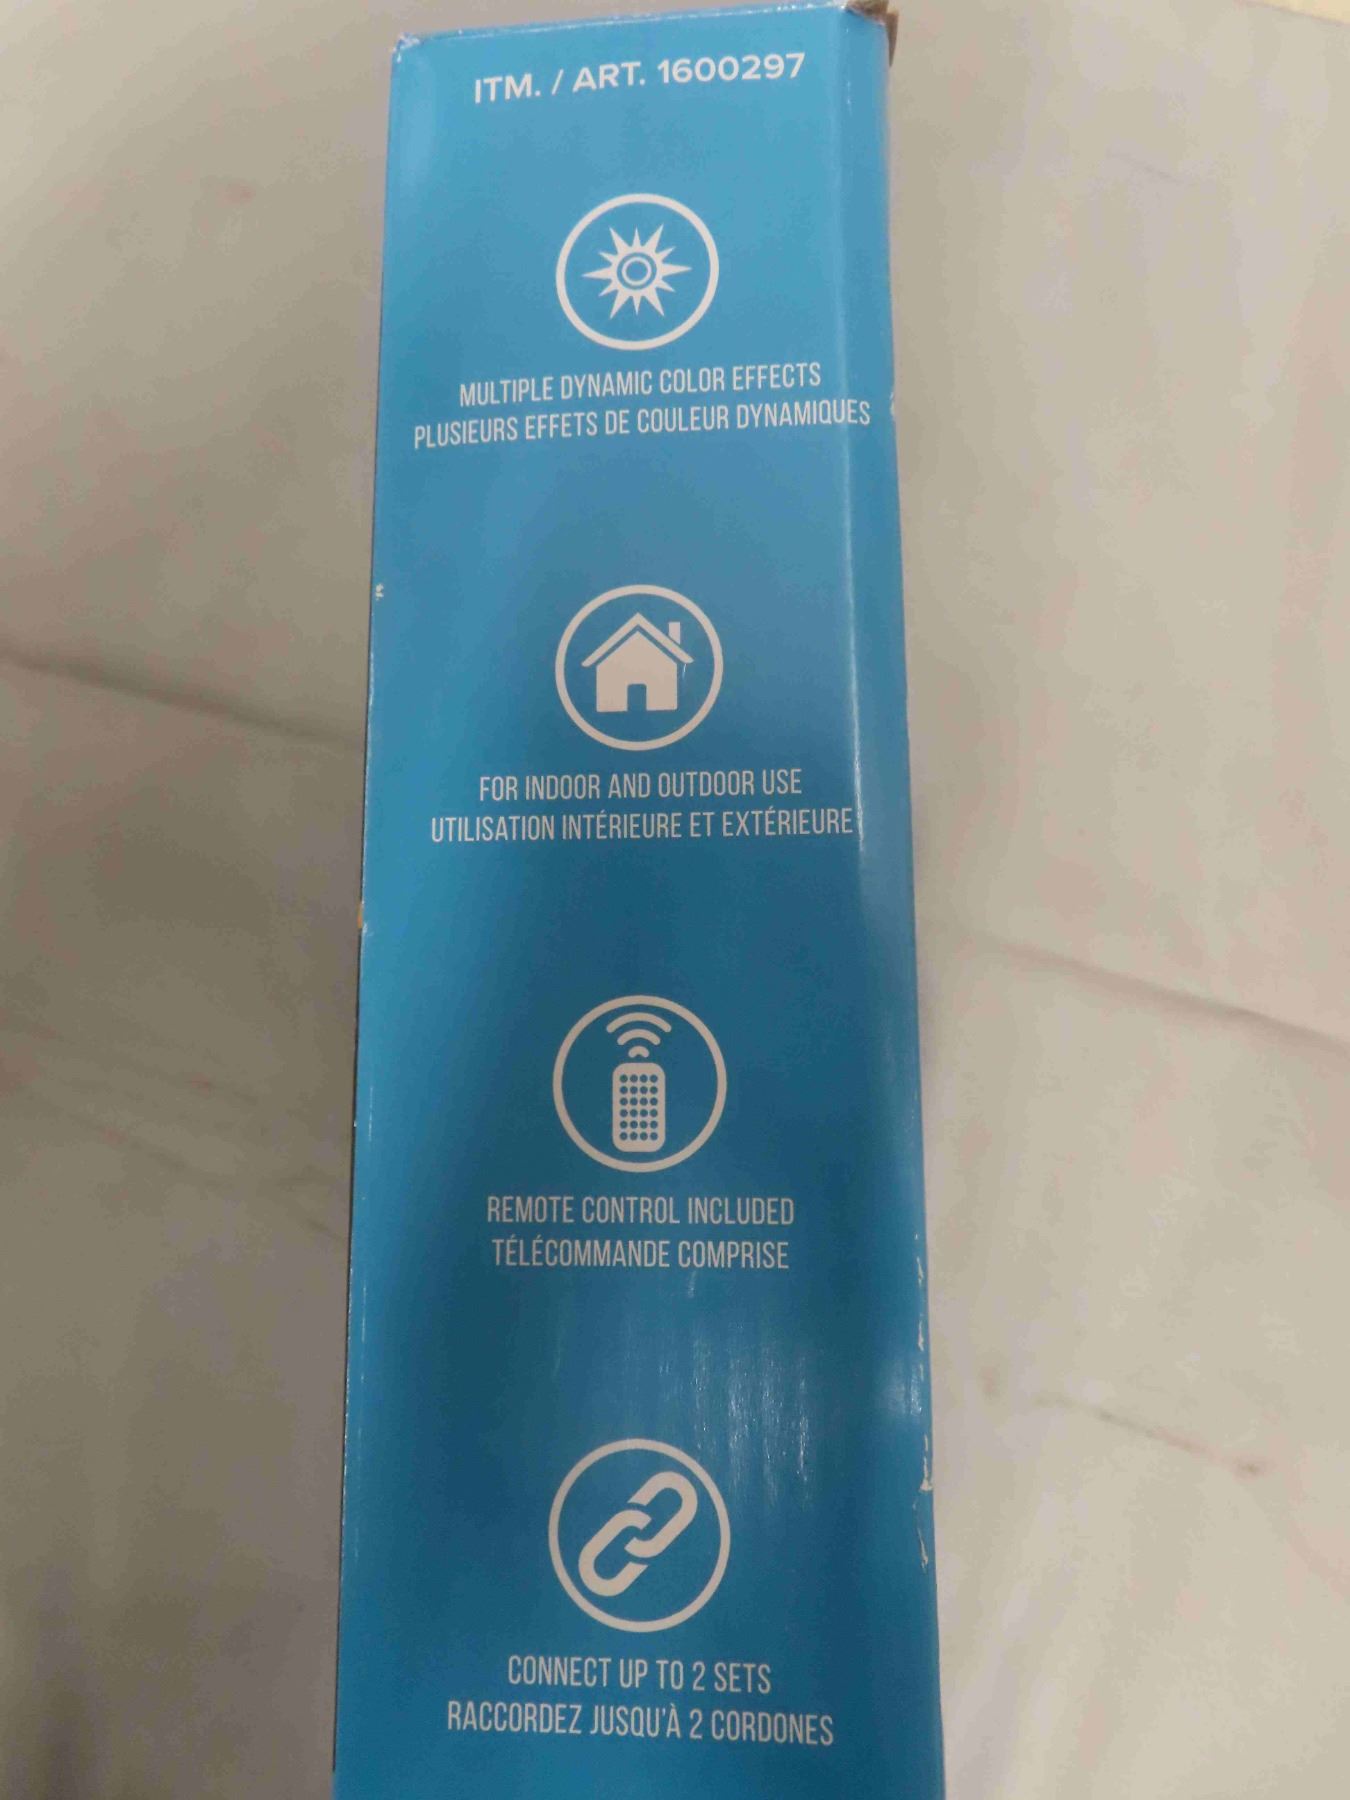 ITM. / ART. 1600297
MULTIPLE DYNAMIC COLOR EFFECTS
PLUSIEURS EFFETS DE COULEUR DYNAMIQUES
FOR INDOOR AND OUTDOOR USE
UTILISATION INTÉRIEURE ET EXTÉRIEURE
REMOTE CONTROL INCLUDED
TÉLÉCOMMANDE COMPRISE
CONNECT UP TO 2 SETS
RACCORDEZ JUSQU'À 2 CORDONES